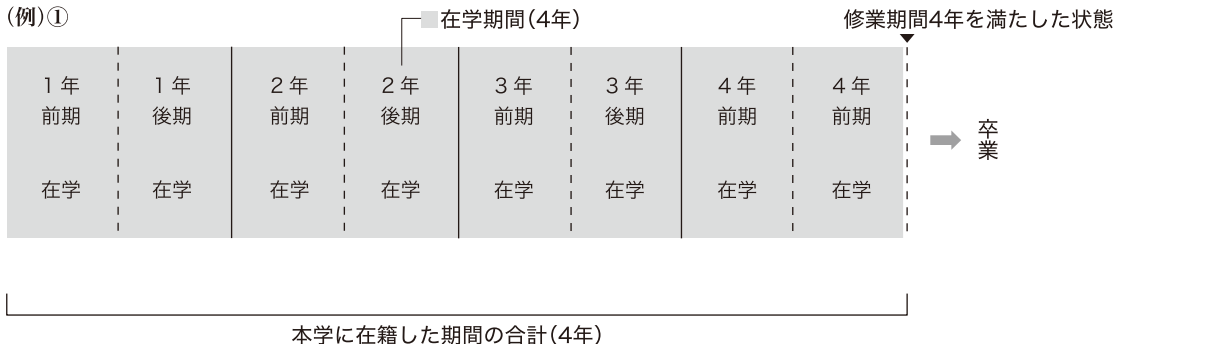 (例)①
在学期間(4年)
修業期間4年を満たした状態
1年 1年 2年 2年 3年 3年 4年 4年
前期 後期 前期 後期 前期 後期 前期 前期
在学 在学 在学 在学 在学 在学 在学 在学
卒業
本学に在籍した期間の合計(4年)